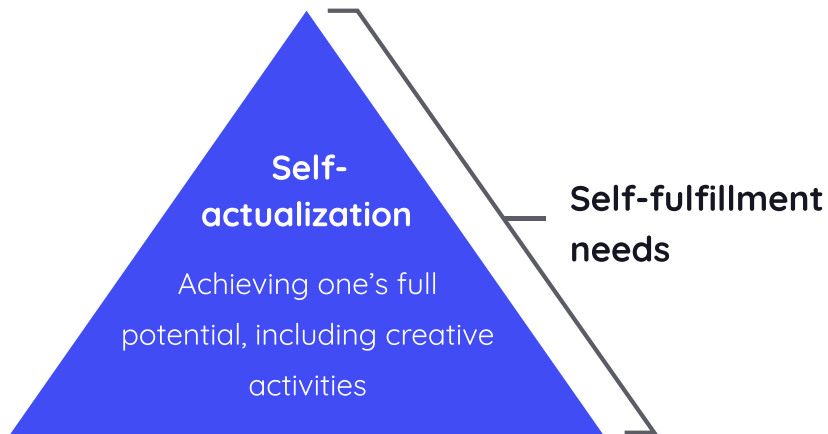 Self-
actualization
Achieving one’s full
potential, including creative
activities
Self-fulfillment
needs